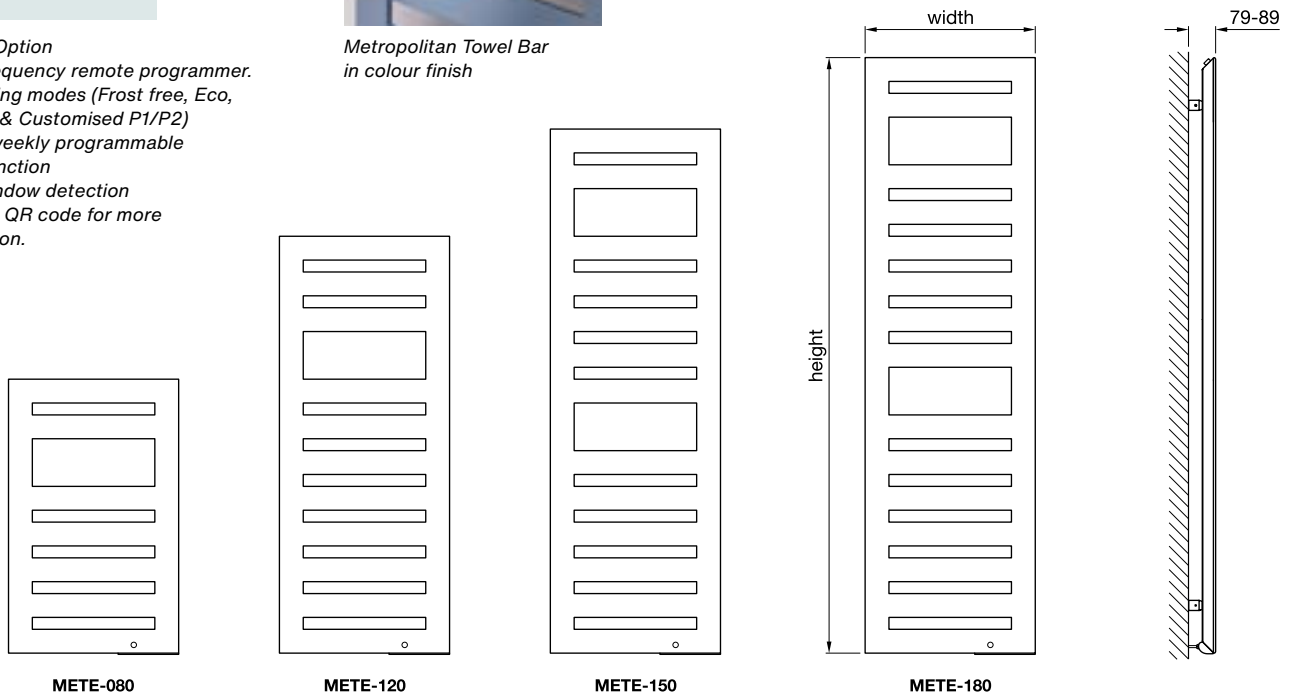 Option
equency remote programmer.
ing modes (Frost free, Eco,
& Customised P1/P2)
weekly programmable
nction
ndow detection
QR code for more
on.
Metropolitan Towel Bar
in colour finish
width
79-89
height
METE-080
METE-120
METE-150
METE-180